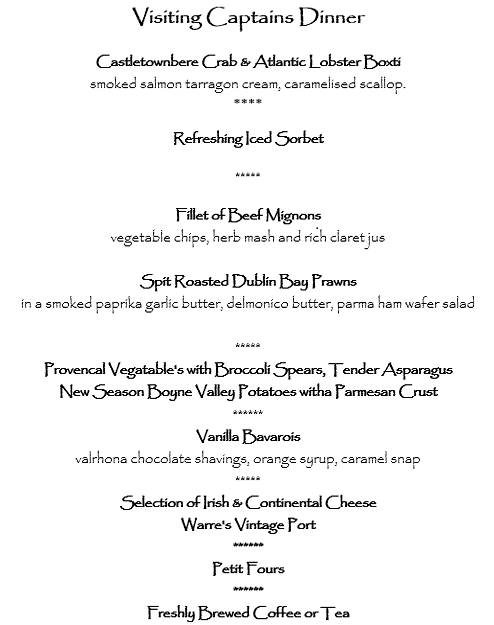 Visiting Captains Dinner
Castletownbere Crab & Atlantic Lobster Boxti
smoked salmon tarragon cream, caramelised scallop.
****
Refreshing Iced Sorbet
*****
Fillet of Beef Mignons
vegetable chips, herb mash and rich claret jus
Spit Roasted Dublin Bay Prawns
in a smoked paprika garlic butter, delmonico butter, parma ham wafer salad
*****
Provencal Vegatable's with Broccoli Spears, Tender Asparagus
New Season Boyne Valley Potatoes witha Parmesan Crust
******
Vanilla Bavarois
valrhona chocolate shavings, orange syrup, caramel snap
*****
Selection of Irish & Continental Cheese
Warre's Vintage Port
******
Petit Fours
******
Freshly Brewed Coffee or Tea